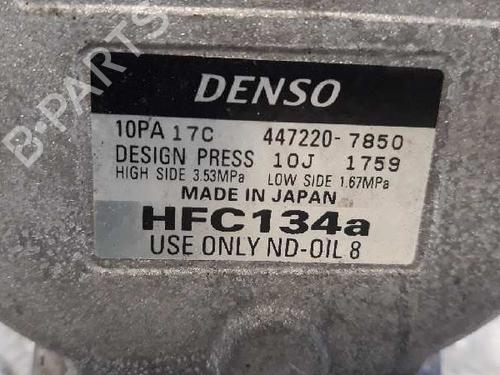 DENSO
10PA 17C 447220-7850
DESIGN PRESS 10J 1759
HIGH SIDE 3.53MPa LOW SIDE 1.67MPa
MADE IN JAPAN
HFC134a
USE ONLY ND-OIL 8
B-PARTS